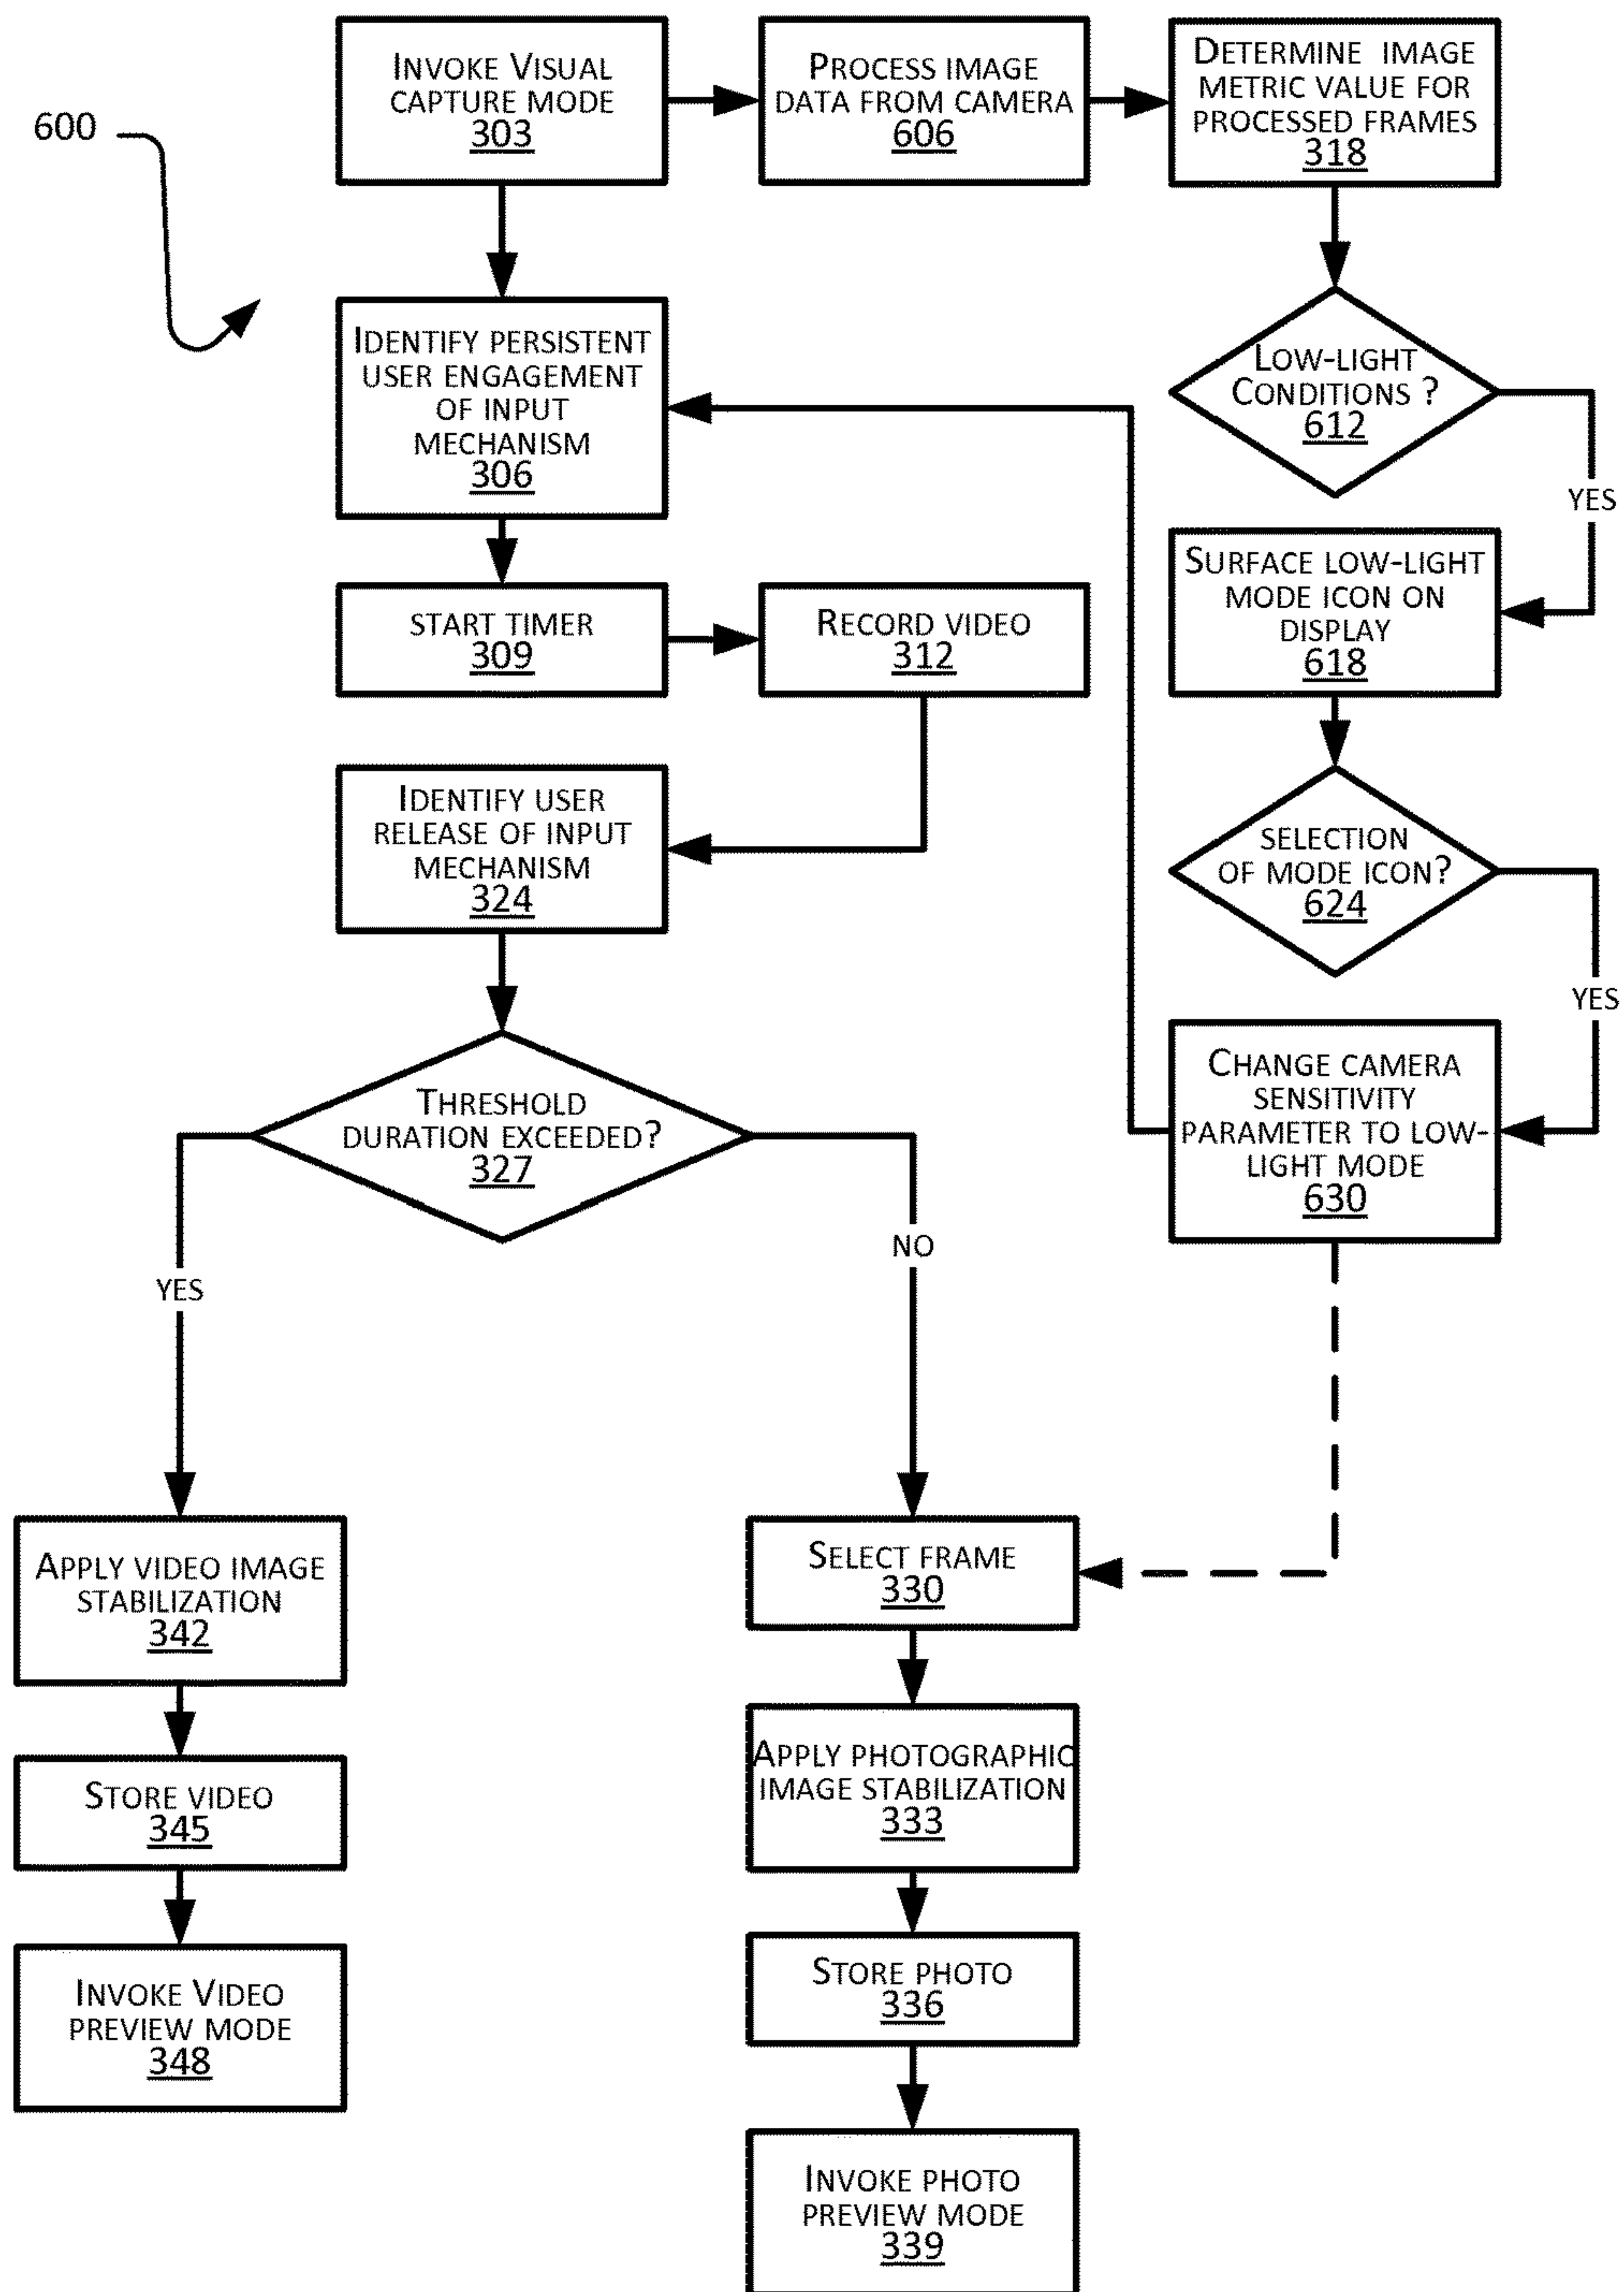 600
INVOKE VISUAL
CAPTURE MODE
303
PROCESS IMAGE
DATA FROM CAMERA
606
DETERMINE IMAGE
METRIC VALUE FOR
PROCESSED FRAMES
318
IDENTIFY PERSISTENT
USER ENGAGEMENT
OF INPUT
MECHANISM
306
LOW-LIGHT
CONDITIONS ?
612
YES
START TIMER
309
RECORD VIDEO
312
SURFACE LOW-LIGHT
MODE ICON ON
DISPLAY
618
IDENTIFY USER
RELEASE OF INPUT
MECHANISM
324
SELECTION
OF MODE ICON?
624
YES
THRESHOLD
DURATION EXCEEDED?
327
CHANGE CAMERA
SENSITIVITY
PARAMETER TO LOW-
LIGHT MODE
630
YES
NO
APPLY VIDEO IMAGE
STABILIZATION
342
SELECT FRAME
330
STORE VIDEO
345
APPLY PHOTOGRAPHIC
IMAGE STABILIZATION
333
INVOKE VIDEO
PREVIEW MODE
348
STORE PHOTO
336
INVOKE PHOTO
PREVIEW MODE
339